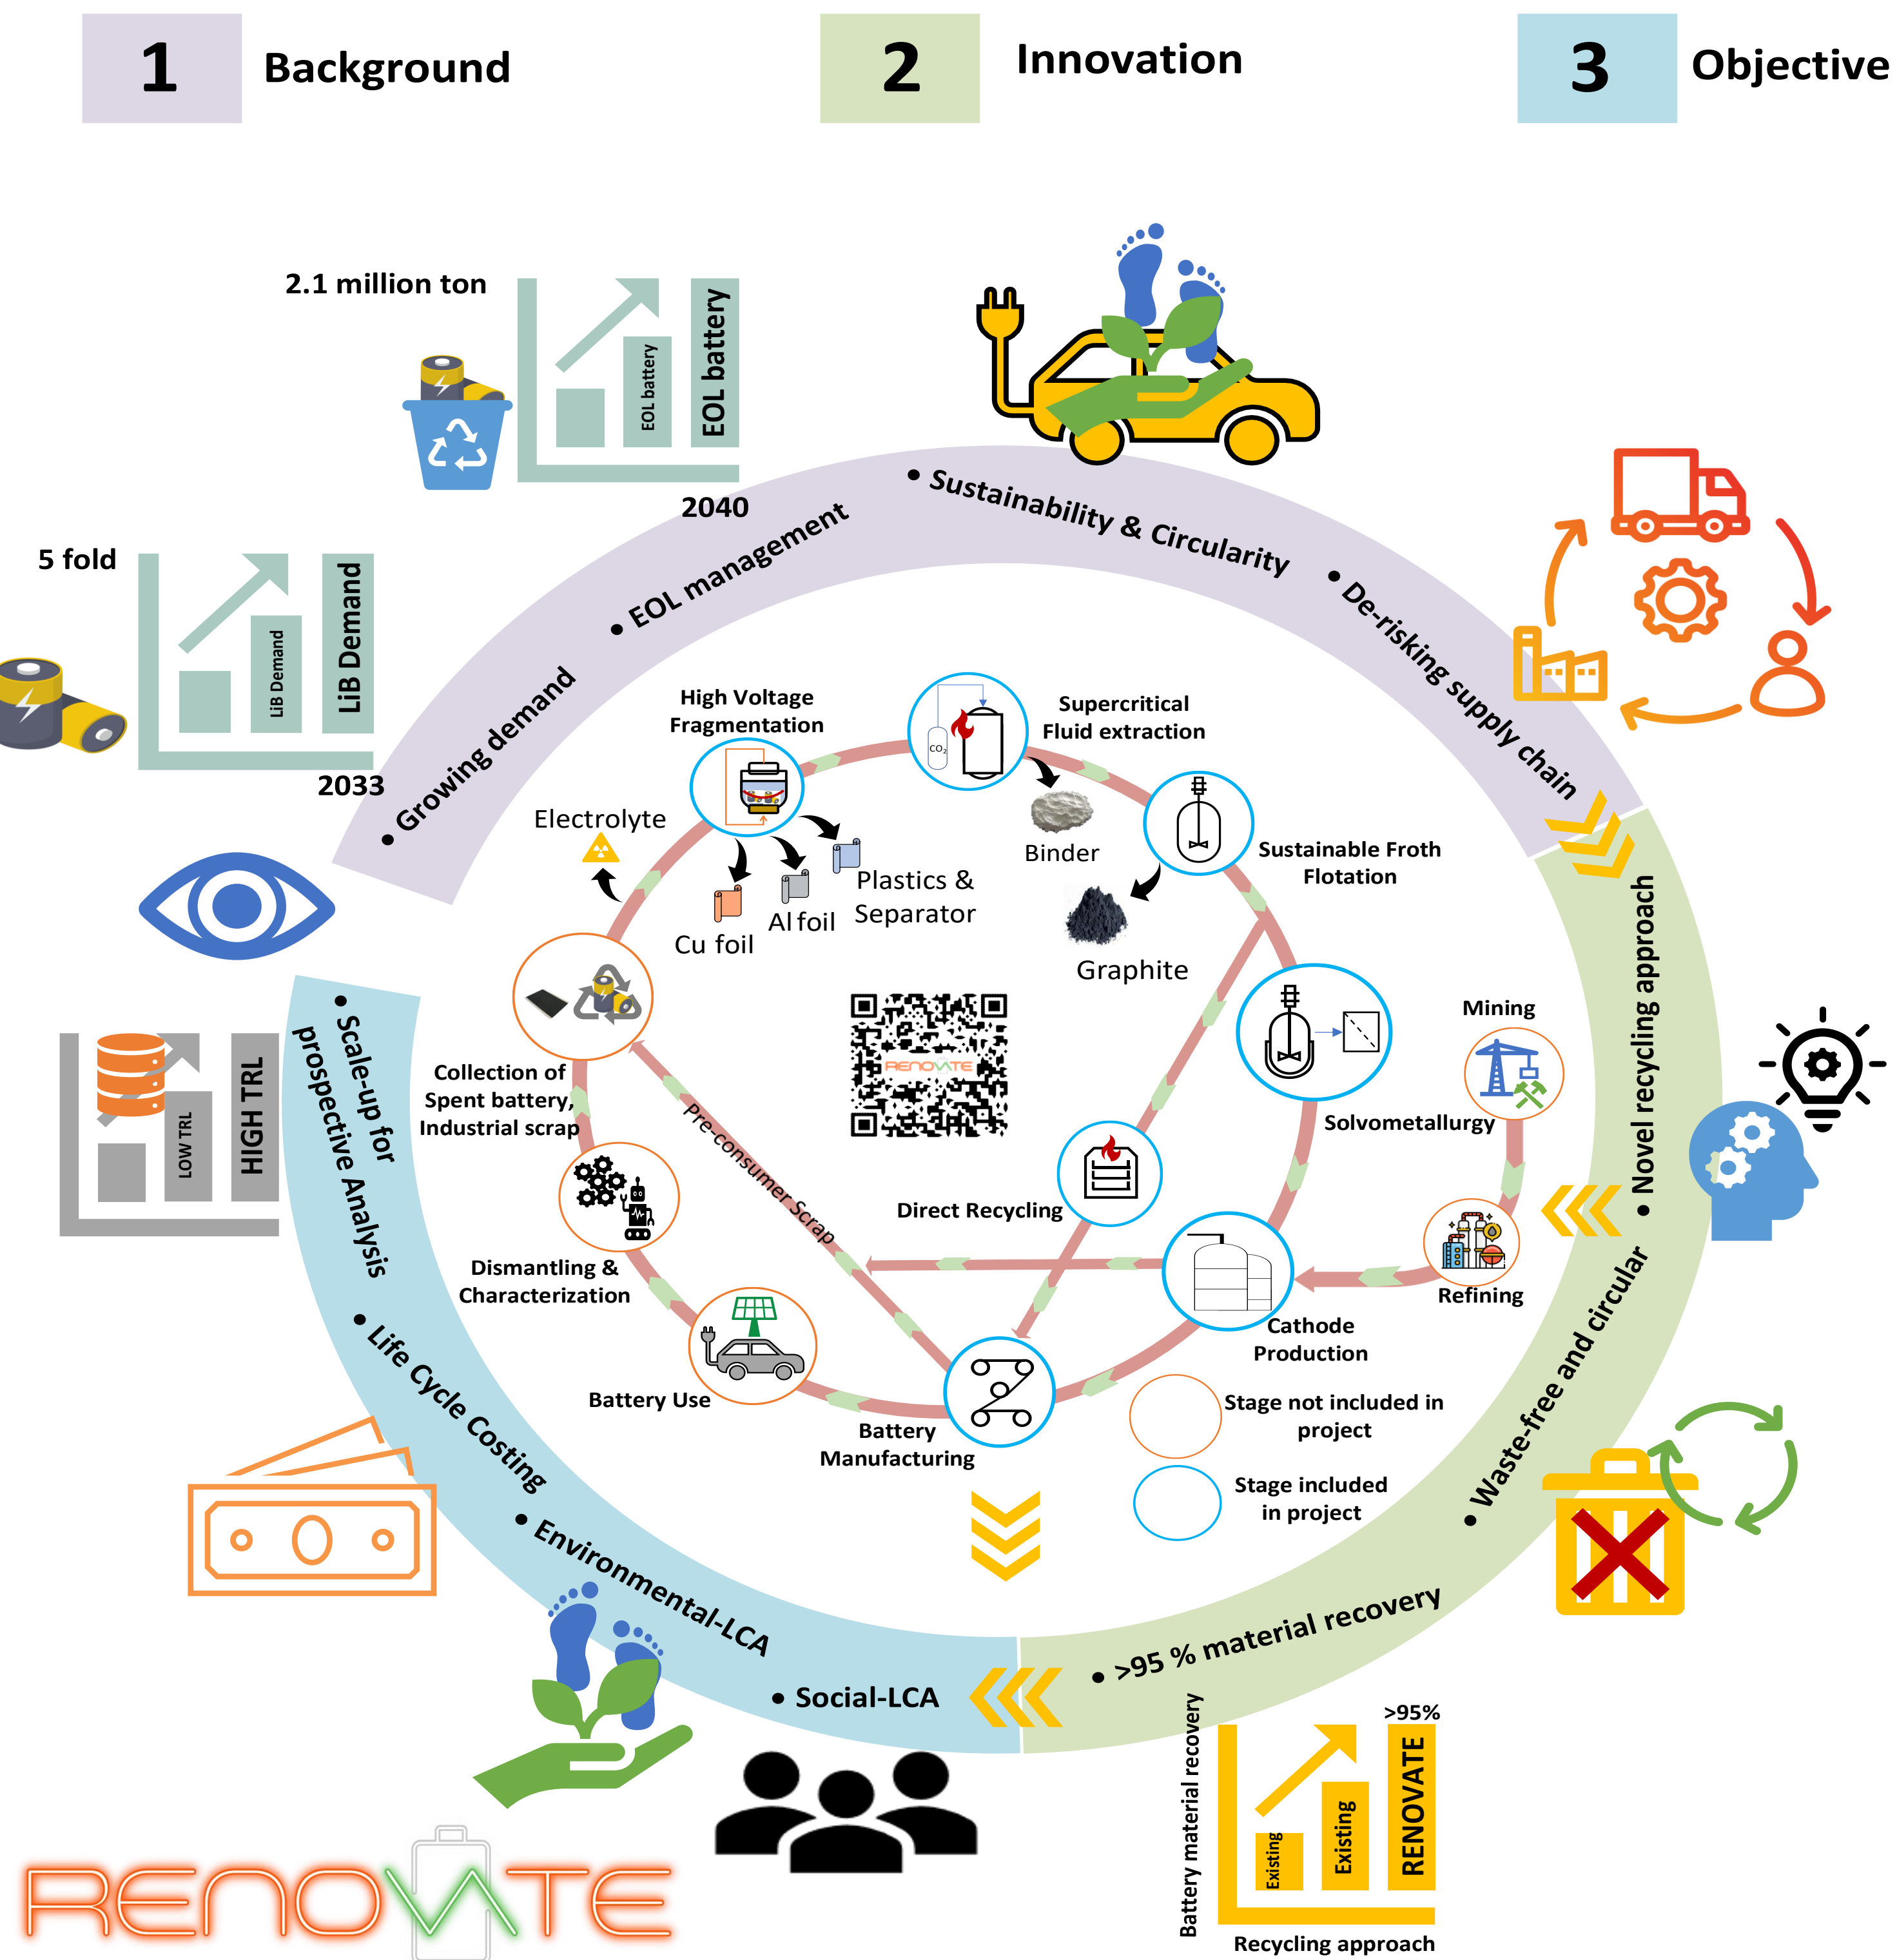 1 Background
2 Innovation
3 Objective
2.1 million ton
EOL battery
EOL battery
2040
5 fold
LiB Demand
LiB Demand
2033
• Growing demand
• EOL management
• Sustainability & Circularity
• De-risking supply chain
• Novel recycling approach
• Waste-free and circular
• >95 % material recovery
• Social-LCA
• Environmental-LCA
• Life Cycle Costing
• Scale-up for
prospective Analysis
LOW TRL
HIGH TRL
High Voltage
Fragmentation
CO2
Supercritical
Fluid extraction
Electrolyte
Binder
Sustainable Froth
Flotation
Plastics &
Separator
Al foil
Cu foil
Graphite
Mining
RENOVATE
Collection of
Spent battery,
Industrial scrap
Solvometallurgy
Pre-consumer Scrap
Direct Recycling
Dismantling &
Characterization
Refining
Cathode
Production
Battery Use
Battery
Manufacturing
Stage not included in
project
Stage included
in project
Battery material recovery
>95%
Existing
Existing
RENOVATE
Recycling approach
RENOVATE